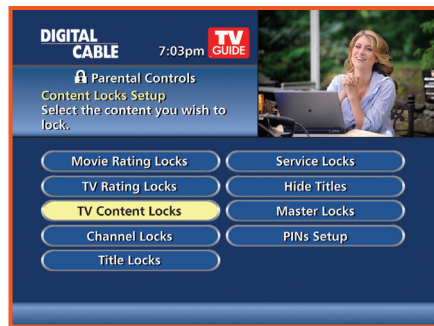 DIGITAL
CABLE
7:03pm
TV
GUIDE
Parental Controls
Content Locks Setup
Select the content you wish to
lock.
Movie Rating Locks
TV Rating Locks
TV Content Locks
Channel Locks
Title Locks
Service Locks
Hide Titles
Master Locks
PINs Setup